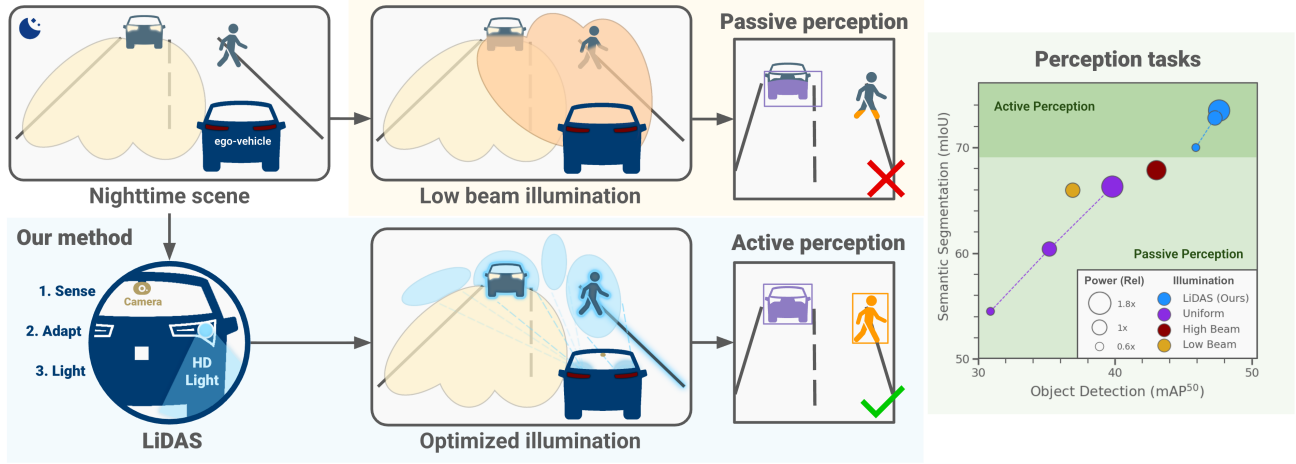 ego-vehicle
Nighttime scene
Low beam illumination
Passive perception
Our method
1. Sense
2. Adapt
3. Light
Camera
HD
Light
LiDAS
Optimized illumination
Active perception
Perception tasks
Active Perception
Passive Perception
Semantic Segmentation (mIoU)
70
60
50
30
40
50
Object Detection (mAP⁵⁰)
Power (Rel)
1.8x
1x
0.6x
Illumination
LiDAS (Ours)
Uniform
High Beam
Low Beam